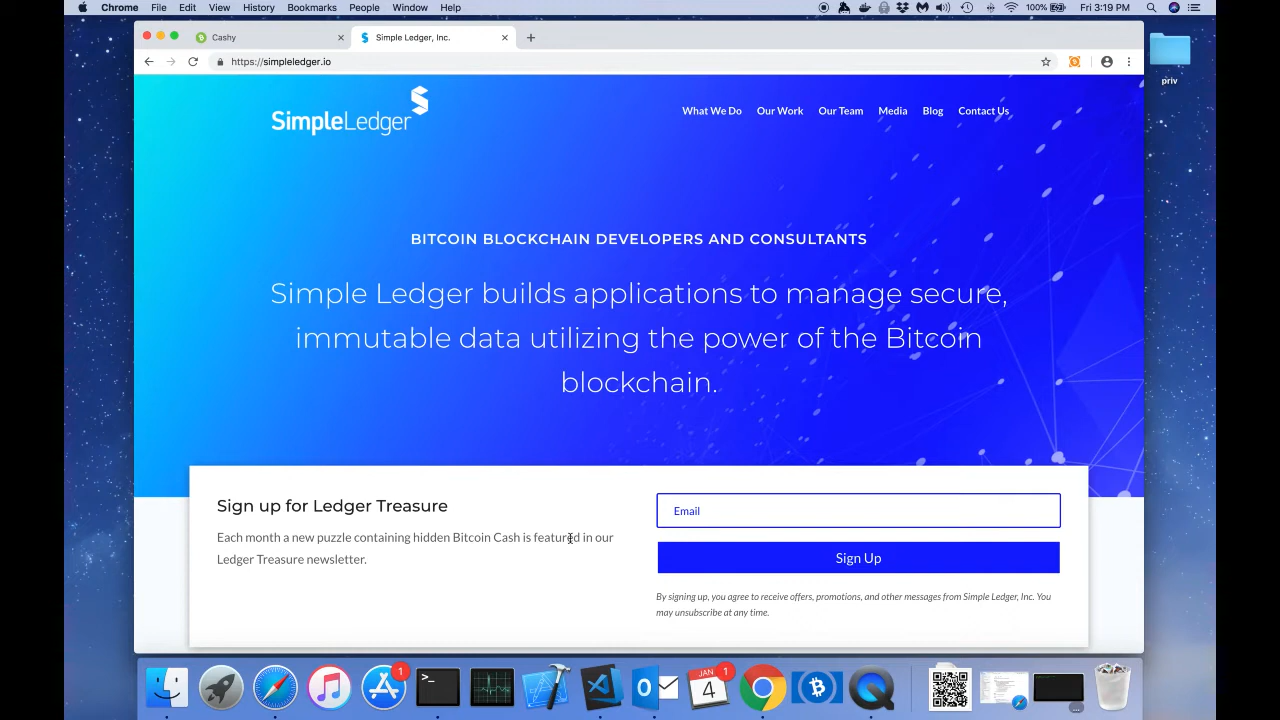 Chrome File Edit View History Bookmarks People Window Help 100% Fri 3:19 PM
Cashy Simple Ledger, Inc.
https://simpleledger.io
priv
SimpleLedger
What We Do Our Work Our Team Media Blog Contact Us
BITCOIN BLOCKCHAIN DEVELOPERS AND CONSULTANTS
Simple Ledger builds applications to manage secure,
immutable data utilizing the power of the Bitcoin
blockchain.
Sign up for Ledger Treasure
Each month a new puzzle containing hidden Bitcoin Cash is featured in our
Ledger Treasure newsletter.
Email
Sign Up
By signing up, you agree to receive offers, promotions, and other messages from Simple Ledger, Inc. You
may unsubscribe at any time.
1
JAN
4
1